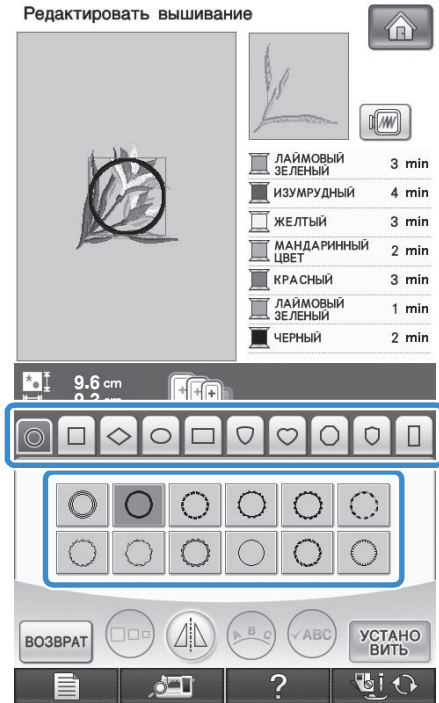 Редактировать вышивание
ЛАЙМОВЫЙ
ЗЕЛЕНЫЙ
3 min
ИЗУМРУДНЫЙ
4 min
ЖЕЛТЫЙ
3 min
МАНДАРИННЫЙ
ЦВЕТ
2 min
КРАСНЫЙ
3 min
ЛАЙМОВЫЙ
ЗЕЛЕНЫЙ
1 min
ЧЕРНЫЙ
2 min
9.6 cm
ВОЗВРАТ
A B C
✓ABC
УСТАНО
ВИТЬ
?